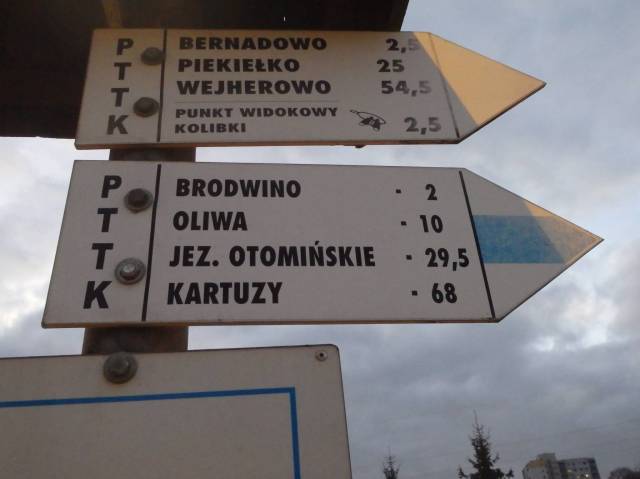 PTTK
BERNADOWO 2,5
PIEKIEŁKO 25
WEJHEROWO 54,5
PUNKT WIDOKOWY
KOLIBKI 2,5
PTTK
BRODWINO - 2
OLIWA - 10
JEZ. OTOMIŃSKIE - 29,5
KARTUZY - 68